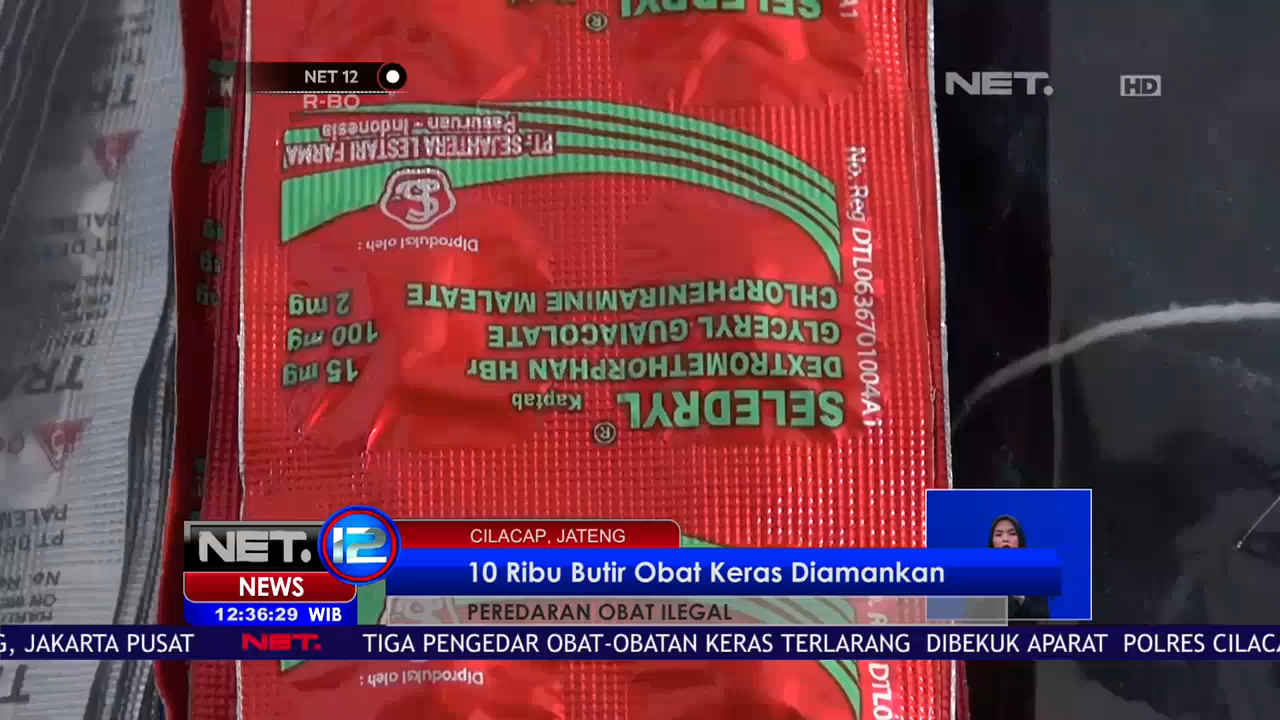 SELEDRYL
®
NET 12
R-BO
NET. HD
PT. SEJAHTERA LESTARI FARMA
Pasuruan - Indonesia
Diproduksi oleh :
No. Reg DTL0636701004A1
CHLORPHENIRAMINE MALEATE 2 mg
GLYCERYL GUAIACOLATE 100 mg
DEXTROMETHORPHAN HBr 15 mg
SELEDRYL® Kaptab
NET. 12
NEWS
12:36:29 WIB
CILACAP, JATENG
10 Ribu Butir Obat Keras Diamankan
PEREDARAN OBAT ILEGAL
G, JAKARTA PUSAT NET. TIGA PENGEDAR OBAT-OBATAN KERAS TERLARANG DIBEKUK APARAT POLRES CILACA
Diproduksi oleh :